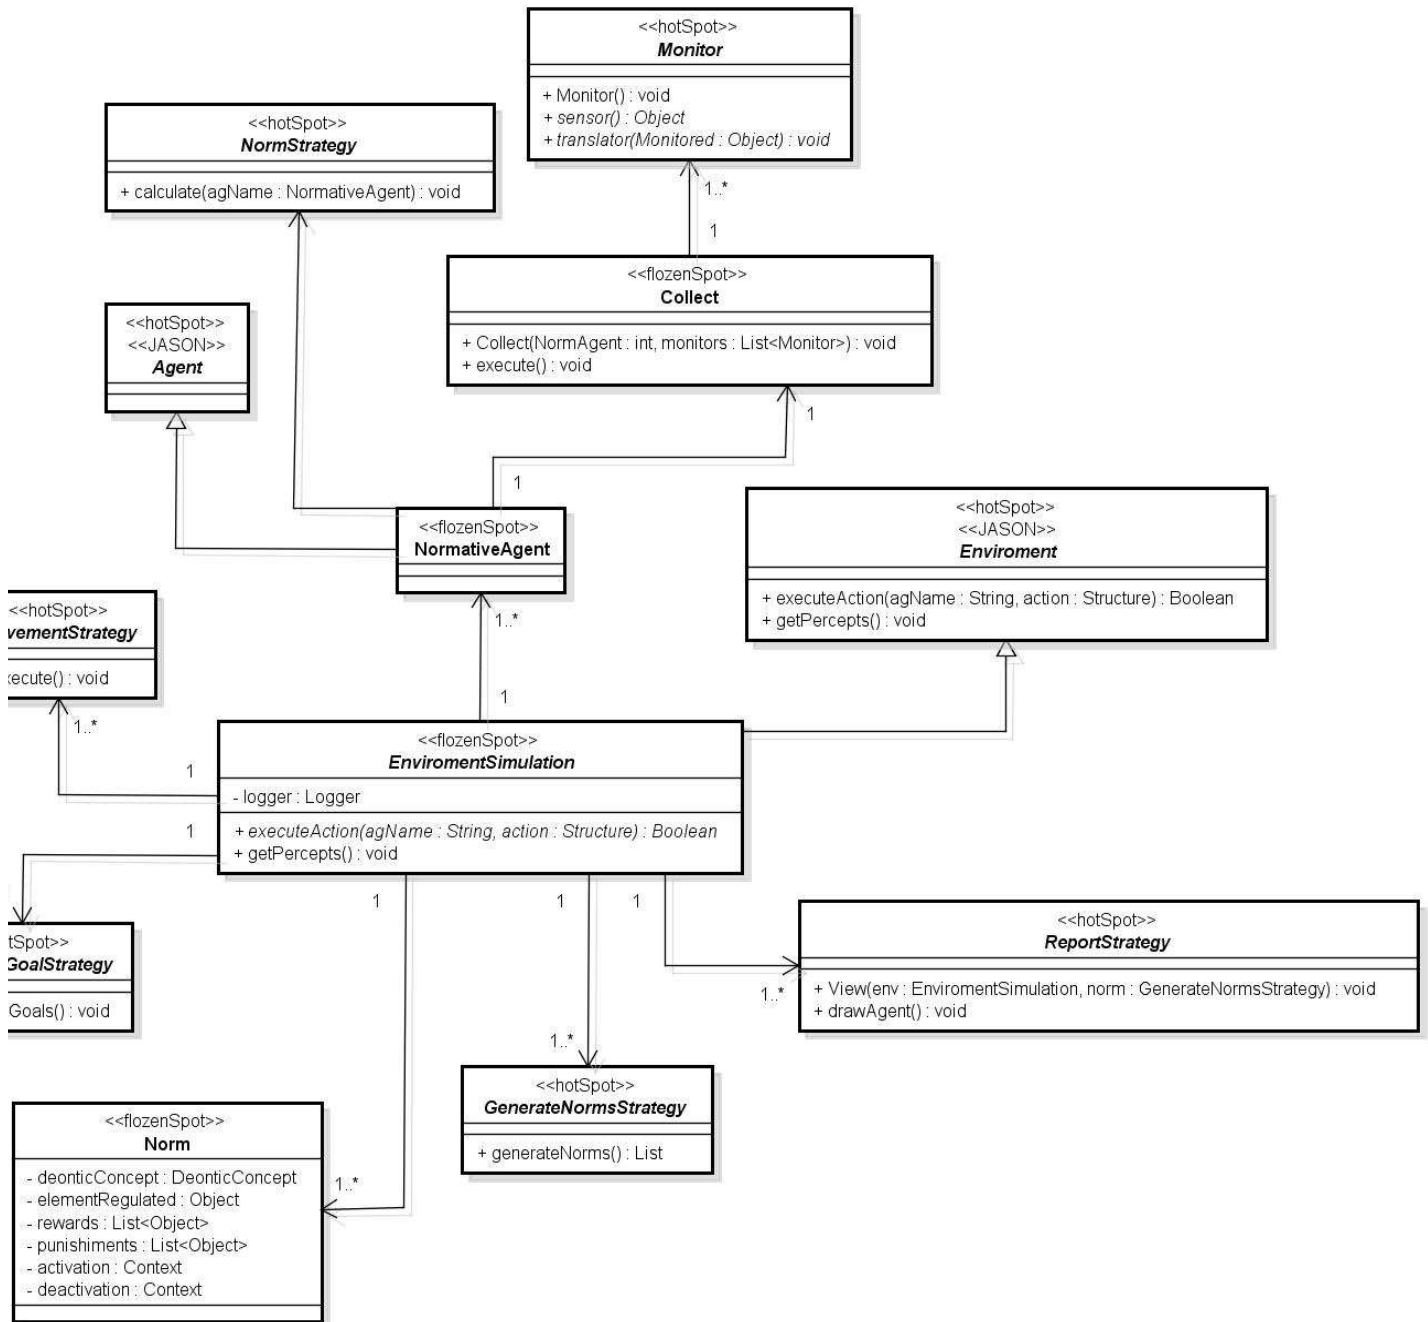 <<hotSpot>>
Monitor
+ Monitor() : void
+ sensor() : Object
+ translator(Monitored : Object) : void
<<hotSpot>>
NormStrategy
+ calculate(agName : NormativeAgent) : void
1..*
1
<<flozenSpot>>
Collect
+ Collect(NormAgent : int, monitors : List<Monitor>) : void
+ execute() : void
<<hotSpot>>
<<JASON>>
Agent
1
1
<<flozenSpot>>
NormativeAgent
<<hotSpot>>
<<JASON>>
Enviroment
+ executeAction(agName : String, action : Structure) : Boolean
+ getPercepts() : void
<<hotSpot>>
vementStrategy
xecute() : void
1..*
1
1..*
1
<<flozenSpot>>
EnviromentSimulation
- logger : Logger
+ executeAction(agName : String, action : Structure) : Boolean
+ getPercepts() : void
1
1
1
1
tSpot>>
GoalStrategy
Goals() : void
<<hotSpot>>
ReportStrategy
+ View(env : EnviromentSimulation, norm : GenerateNormsStrategy) : void
+ drawAgent() : void
1..*
1..*
<<hotSpot>>
GenerateNormsStrategy
+ generateNorms() : List
<<flozenSpot>>
Norm
- deonticConcept : DeonticConcept
- elementRegulated : Object
- rewards : List<Object>
- punishiments : List<Object>
- activation : Context
- deactivation : Context
1..*